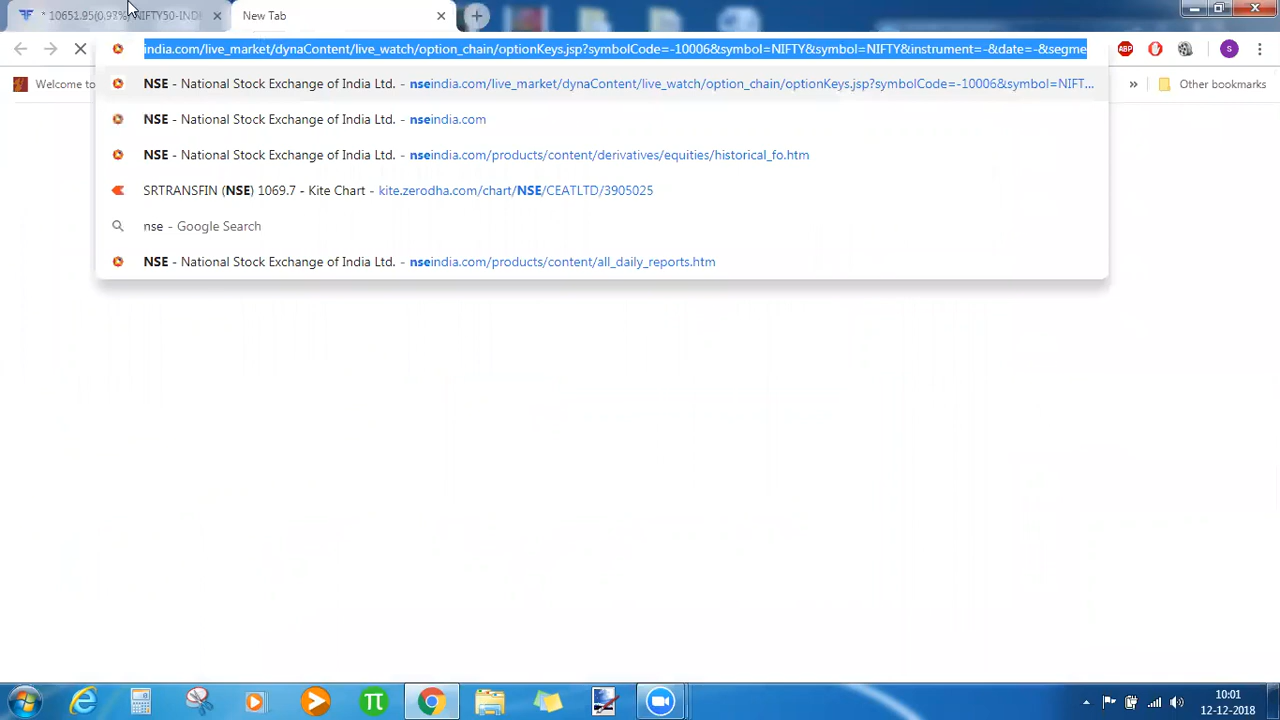 * 10651.95(0.93%) NIFTY50-INDE
New Tab
india.com/live_market/dynaContent/live_watch/option_chain/optionKeys.jsp?symbolCode=-10006&symbol=NIFTY&symbol=NIFTY&instrument=-&date=-&segme
ABP
S
Welcome to
NSE - National Stock Exchange of India Ltd. - nseindia.com/live_market/dynaContent/live_watch/option_chain/optionKeys.jsp?symbolCode=-10006&symbol=NIFT...
» Other bookmarks
NSE - National Stock Exchange of India Ltd. - nseindia.com
NSE - National Stock Exchange of India Ltd. - nseindia.com/products/content/derivatives/equities/historical_fo.htm
SRTRANSFIN (NSE) 1069.7 - Kite Chart - kite.zerodha.com/chart/NSE/CEATLTD/3905025
nse - Google Search
NSE - National Stock Exchange of India Ltd. - nseindia.com/products/content/all_daily_reports.htm
10:01
12-12-2018